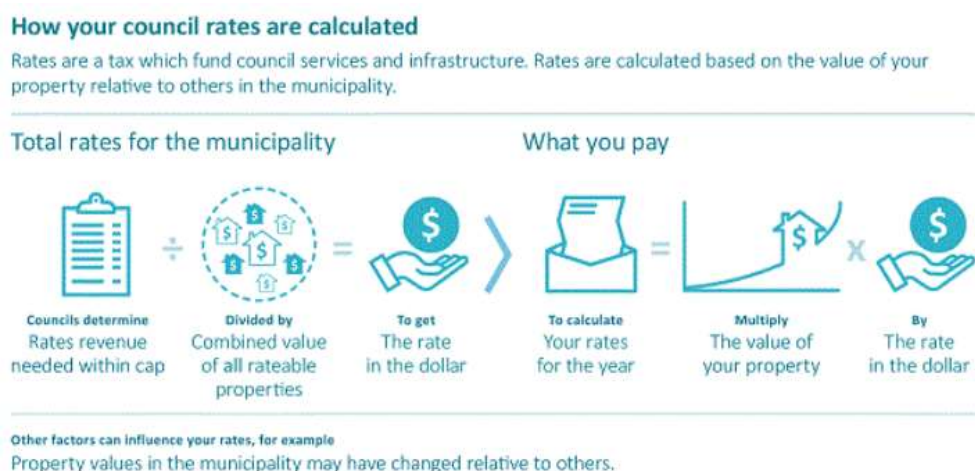 How your council rates are calculated
Rates are a tax which fund council services and infrastructure. Rates are calculated based on the value of your
property relative to others in the municipality.
Total rates for the municipality
What you pay
÷
=
$
=
$
x
$
Councils determine
Rates revenue
needed within cap
Divided by
Combined value
of all rateable
properties
To get
The rate
in the dollar
To calculate
Your rates
for the year
Multiply
The value of
your property
By
The rate
in the dollar
Other factors can influence your rates, for example
Property values in the municipality may have changed relative to others.